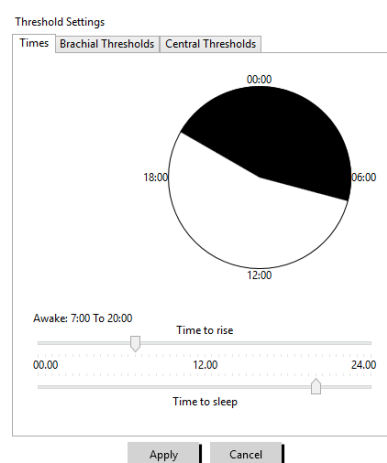 Threshold Settings
Times Brachial Thresholds Central Thresholds
00:00
18:00 06:00
12:00
Awake: 7:00 To 20:00
Time to rise
00.00 12.00 24.00
Time to sleep
Apply Cancel